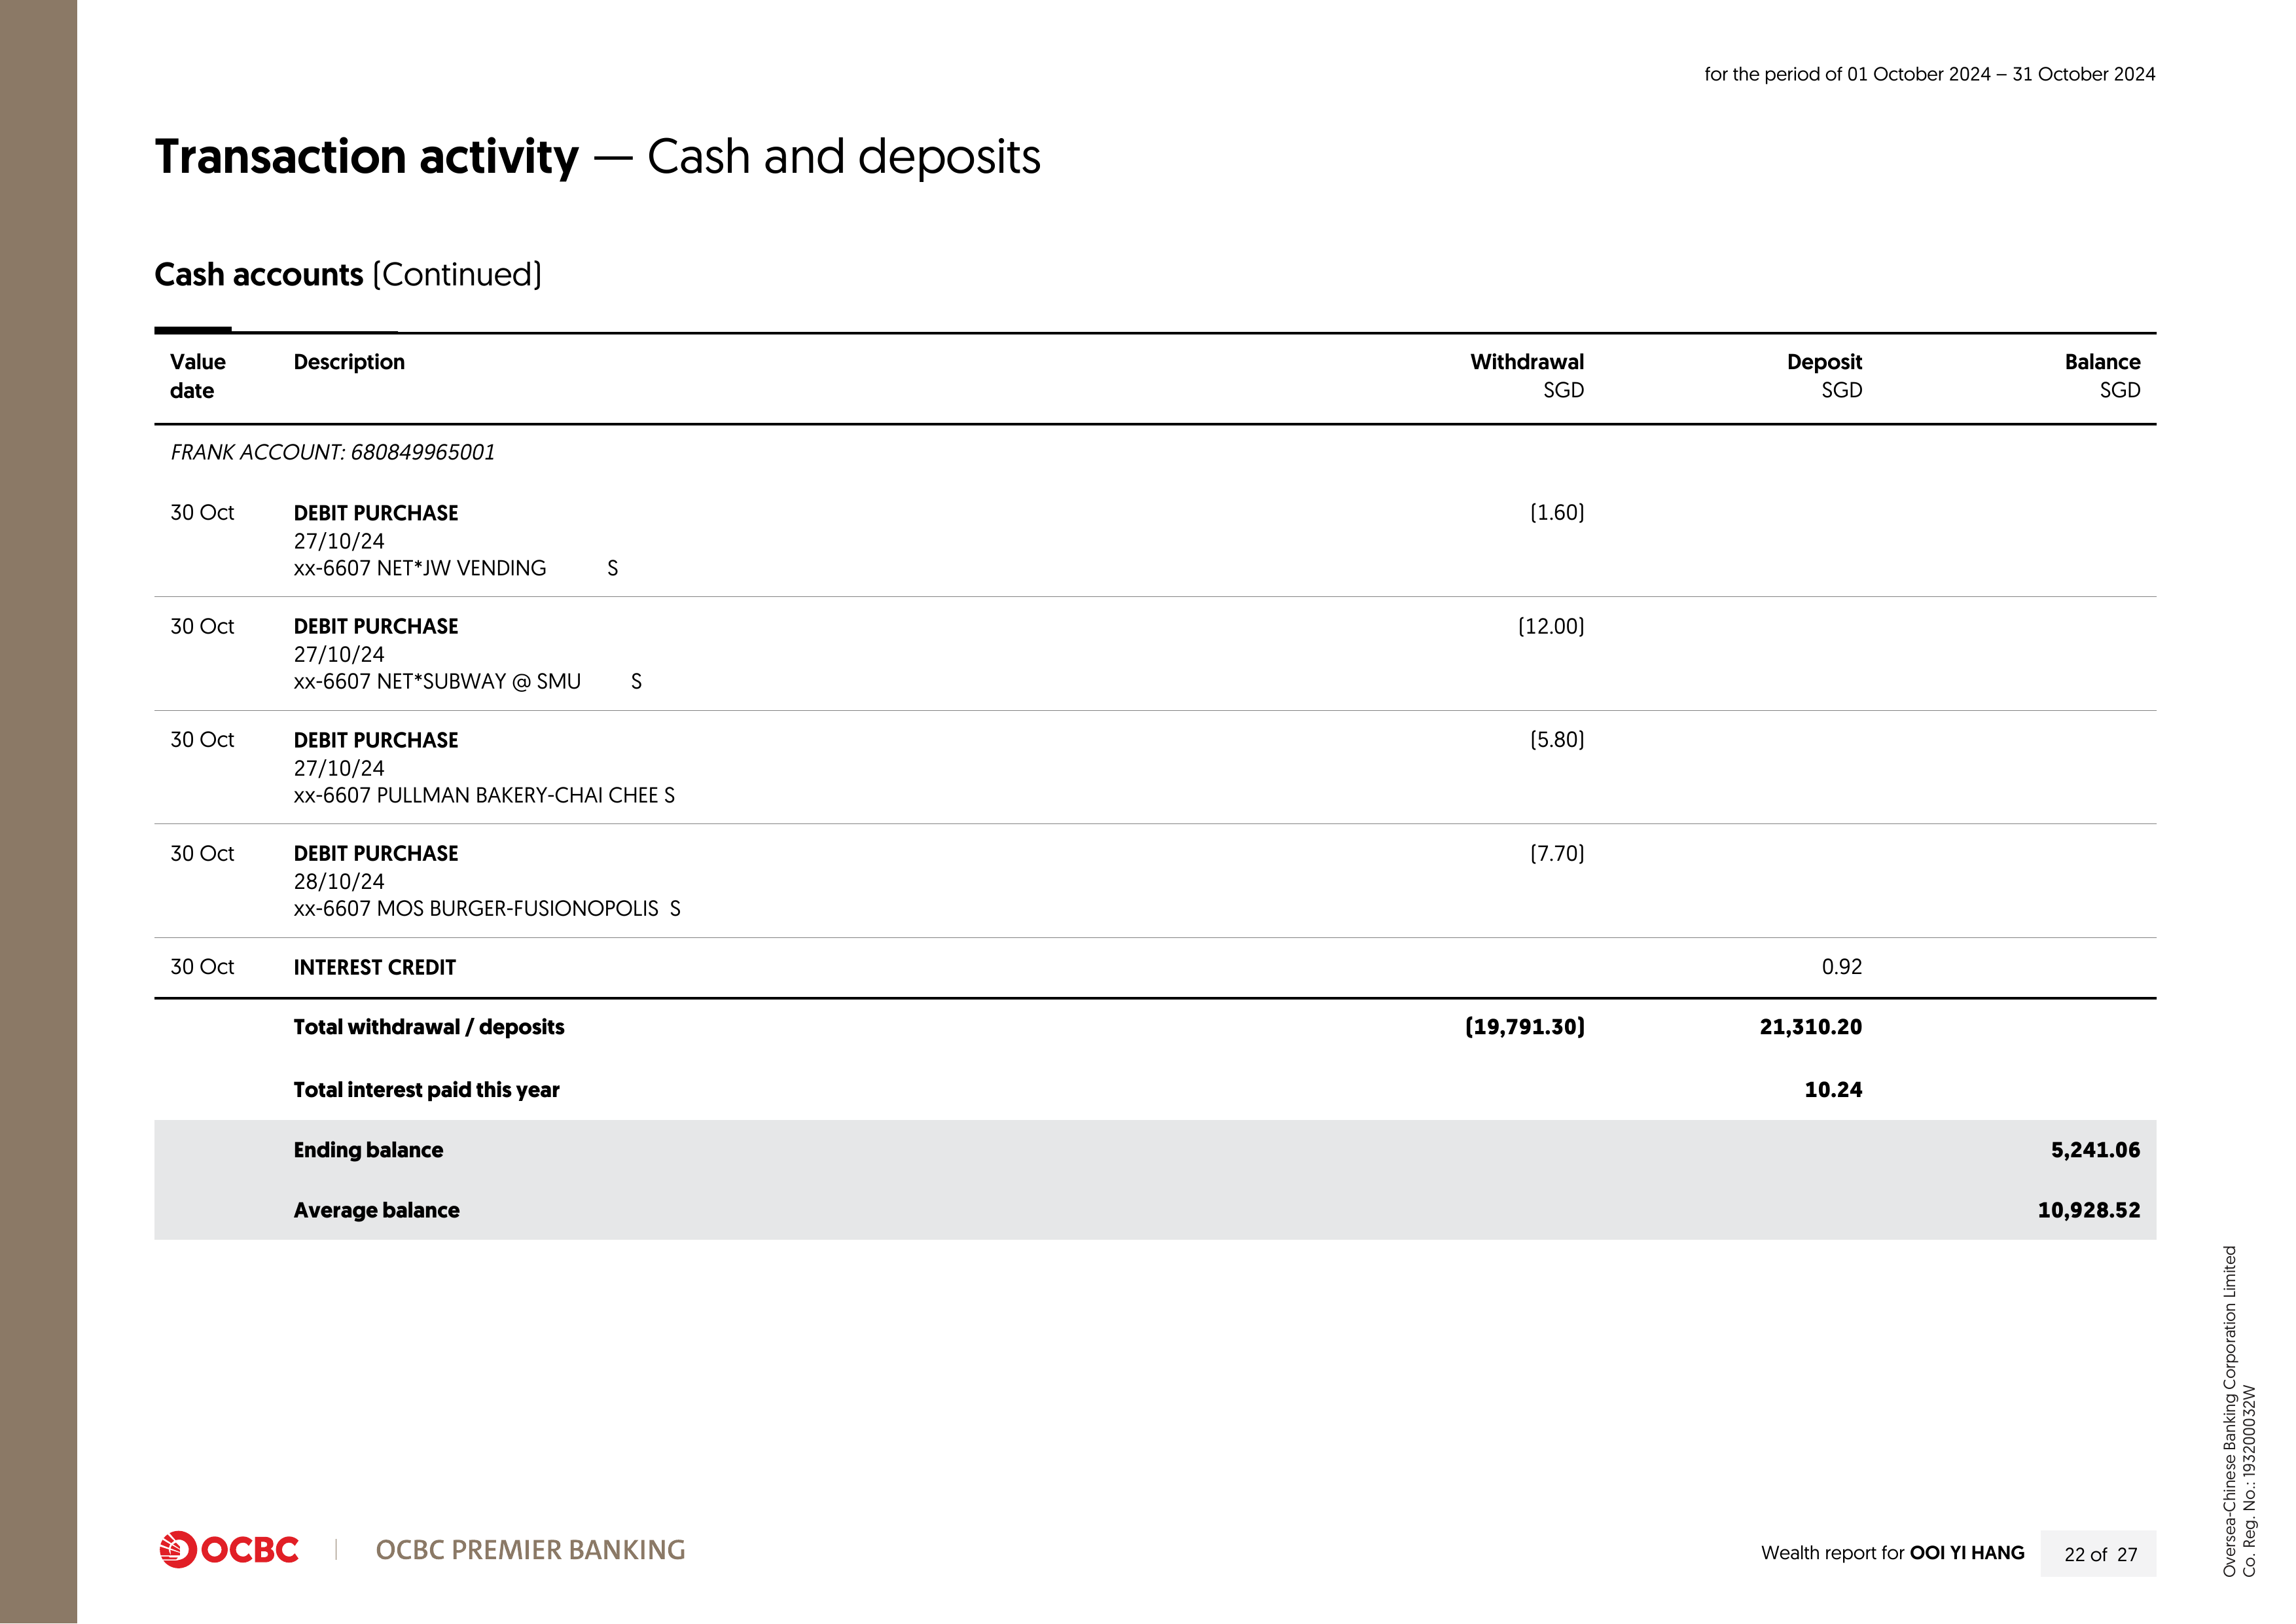 for the period of 01 October 2024 – 31 October 2024
Transaction activity — Cash and deposits
Cash accounts (Continued)
Value date Description Withdrawal SGD Deposit SGD Balance SGD
FRANK ACCOUNT: 680849965001
30 Oct DEBIT PURCHASE (1.60)
27/10/24
xx-6607 NET*JW VENDING S
30 Oct DEBIT PURCHASE (12.00)
27/10/24
xx-6607 NET*SUBWAY @ SMU S
30 Oct DEBIT PURCHASE (5.80)
27/10/24
xx-6607 PULLMAN BAKERY-CHAI CHEE S
30 Oct DEBIT PURCHASE (7.70)
28/10/24
xx-6607 MOS BURGER-FUSIONOPOLIS S
30 Oct INTEREST CREDIT 0.92
Total withdrawal / deposits (19,791.30) 21,310.20
Total interest paid this year 10.24
Ending balance 5,241.06
Average balance 10,928.52
OCBC | OCBC PREMIER BANKING
Wealth report for OOI YI HANG 22 of 27
Oversea-Chinese Banking Corporation Limited
Co. Reg. No.: 193200032W